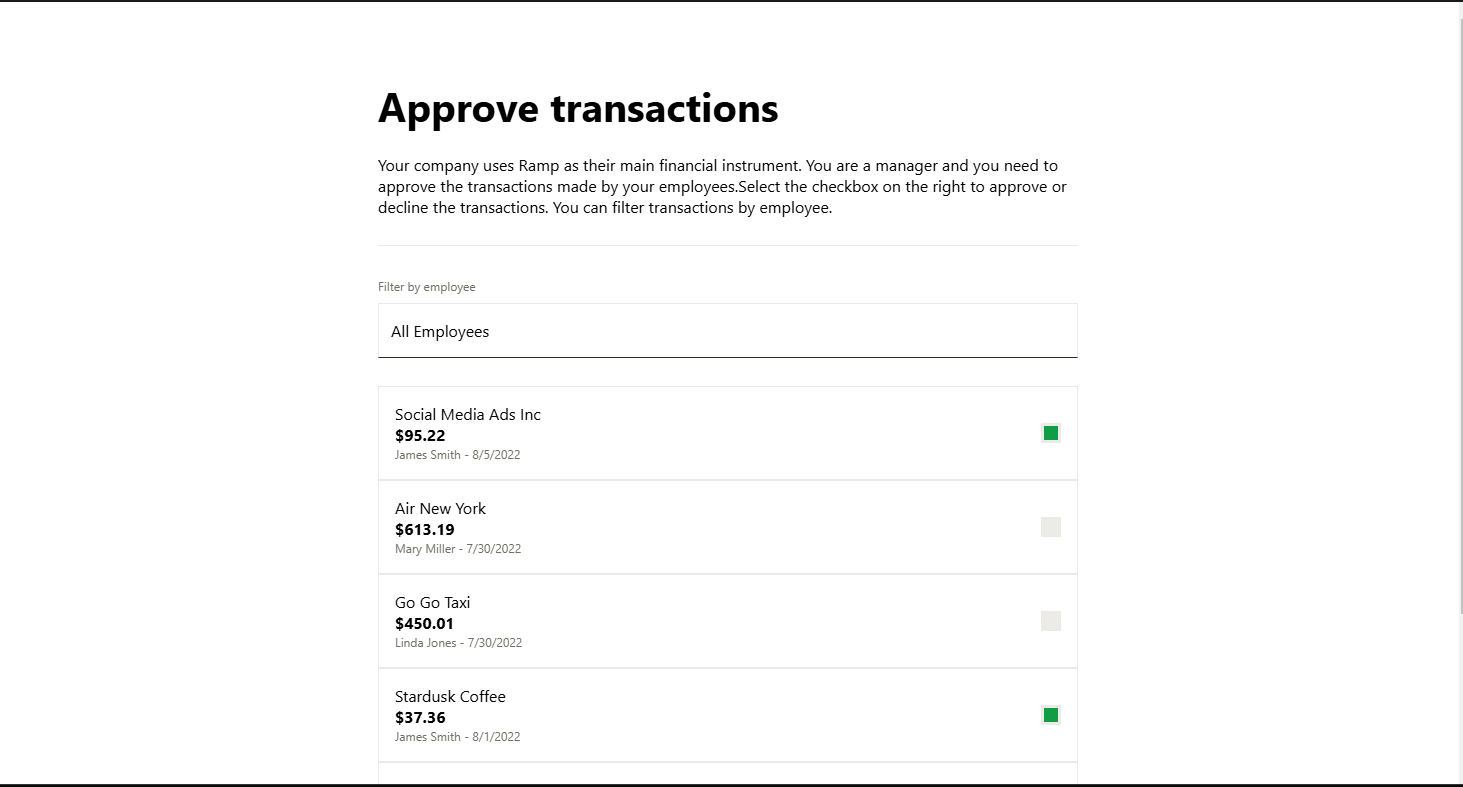 Approve transactions
Your company uses Ramp as their main financial instrument. You are a manager and you need to
approve the transactions made by your employees.Select the checkbox on the right to approve or
decline the transactions. You can filter transactions by employee.
Filter by employee
All Employees
Social Media Ads Inc
$95.22
James Smith - 8/5/2022
Air New York
$613.19
Mary Miller - 7/30/2022
Go Go Taxi
$450.01
Linda Jones - 7/30/2022
Stardusk Coffee
$37.36
James Smith - 8/1/2022